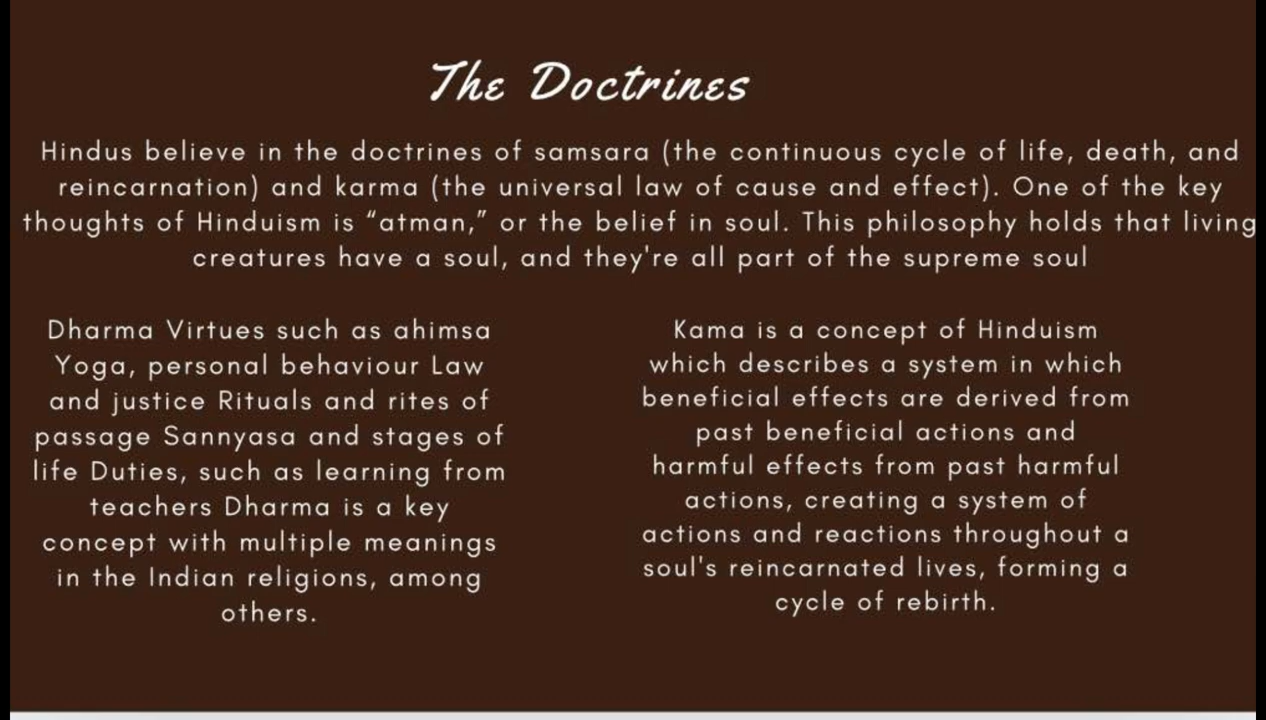 The Doctrines
Hindus believe in the doctrines of samsara (the continuous cycle of life, death, and
reincarnation) and karma (the universal law of cause and effect). One of the key
thoughts of Hinduism is “atman,” or the belief in soul. This philosophy holds that living
creatures have a soul, and they're all part of the supreme soul
Dharma Virtues such as ahimsa
Yoga, personal behaviour Law
and justice Rituals and rites of
passage Sannyasa and stages of
life Duties, such as learning from
teachers Dharma is a key
concept with multiple meanings
in the Indian religions, among
others.
Kama is a concept of Hinduism
which describes a system in which
beneficial effects are derived from
past beneficial actions and
harmful effects from past harmful
actions, creating a system of
actions and reactions throughout a
soul's reincarnated lives, forming a
cycle of rebirth.